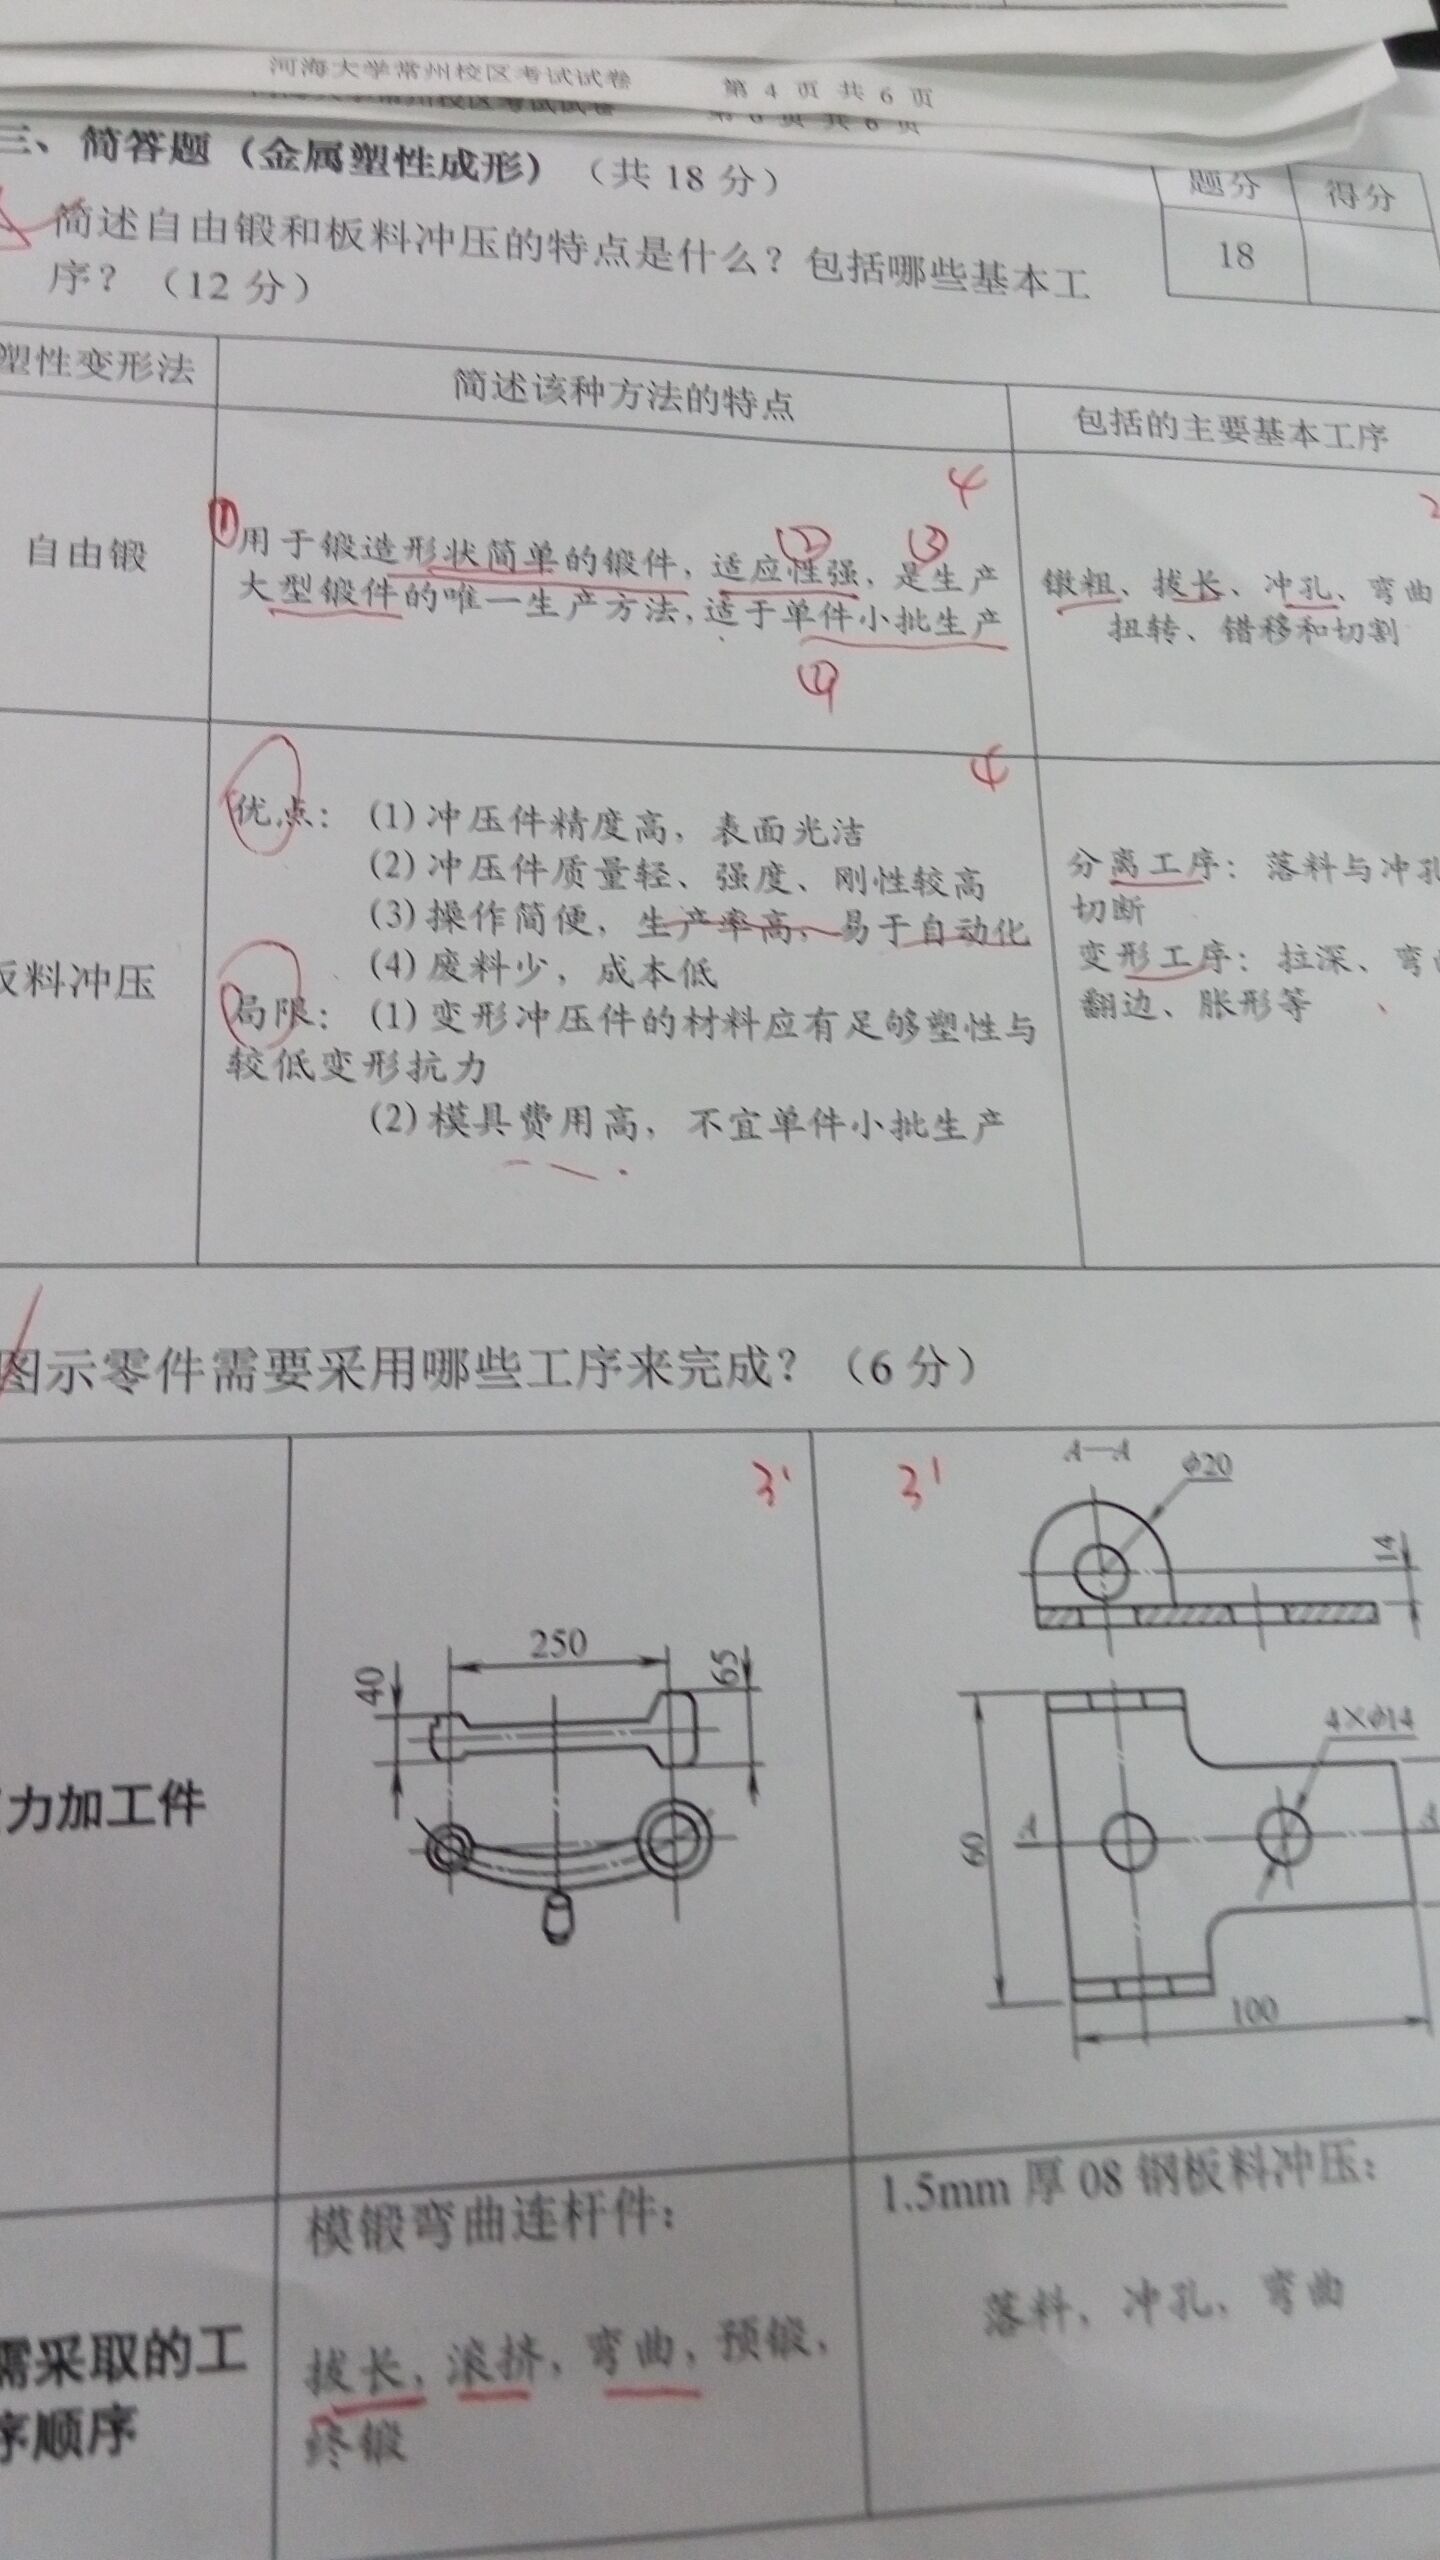 河海大学常州校区考试试卷 第 4 页 共 6 页
第 6 页 共 6 页
三、简答题（金属塑性成形）（共 18 分）
题分 得分
18
简述自由锻和板料冲压的特点是什么？包括哪些基本工
序？（12 分）
塑性变形法 简述该种方法的特点 包括的主要基本工序
4
① ② ③
自由锻
用于锻造形状简单的锻件，适应性强，是生产
大型锻件的唯一生产方法，适于单件小批生产
④
2
镦粗、拔长、冲孔、弯曲
扭转、错移和切割
板料冲压
4
优点：(1)冲压件精度高，表面光洁
(2)冲压件质量轻、强度、刚性较高
(3)操作简便，生产率高，易于自动化
(4)废料少，成本低
局限：(1)变形冲压件的材料应有足够塑性与
较低变形抗力
(2)模具费用高，不宜单件小批生产
分离工序：落料与冲孔
切断
变形工序：拉深、弯曲
翻边、胀形等
图示零件需要采用哪些工序来完成？（6 分）
力加工件
3'
250
40
65
3'
A—A
Φ20
14
4×Φ14
A
80
100
需采取的工
序顺序
模锻弯曲连杆件：
拔长，滚挤，弯曲，预锻，
终锻
1.5mm 厚 08 钢板料冲压：
落料，冲孔，弯曲